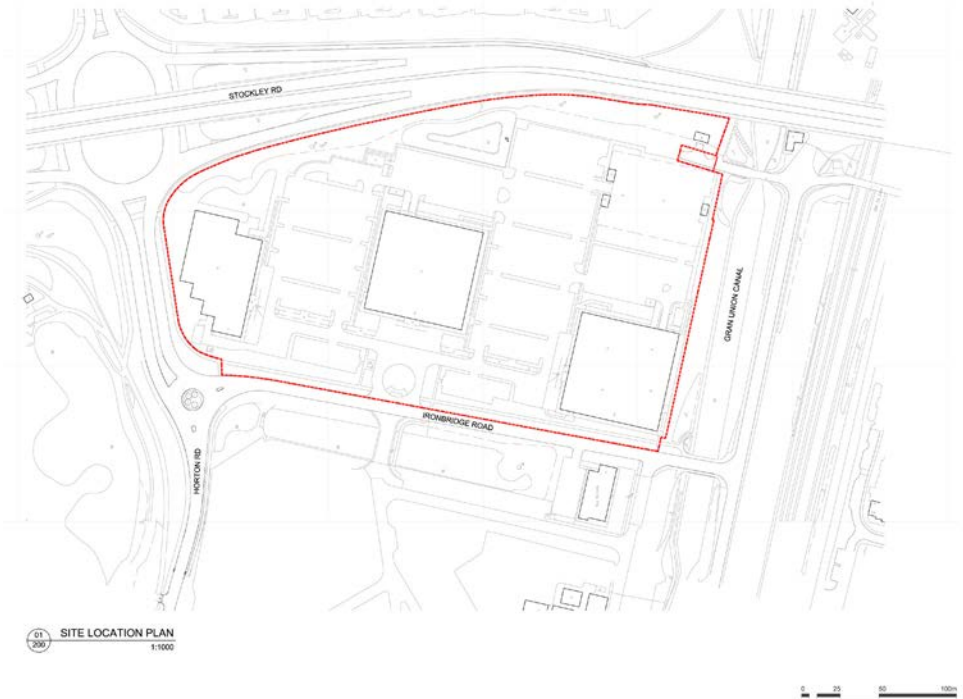 STOCKLEY RD
GRAN UNION CANAL
IRONBRIDGE ROAD
HORTON RD
01
200
SITE LOCATION PLAN
1:1000
0 25 50 100m